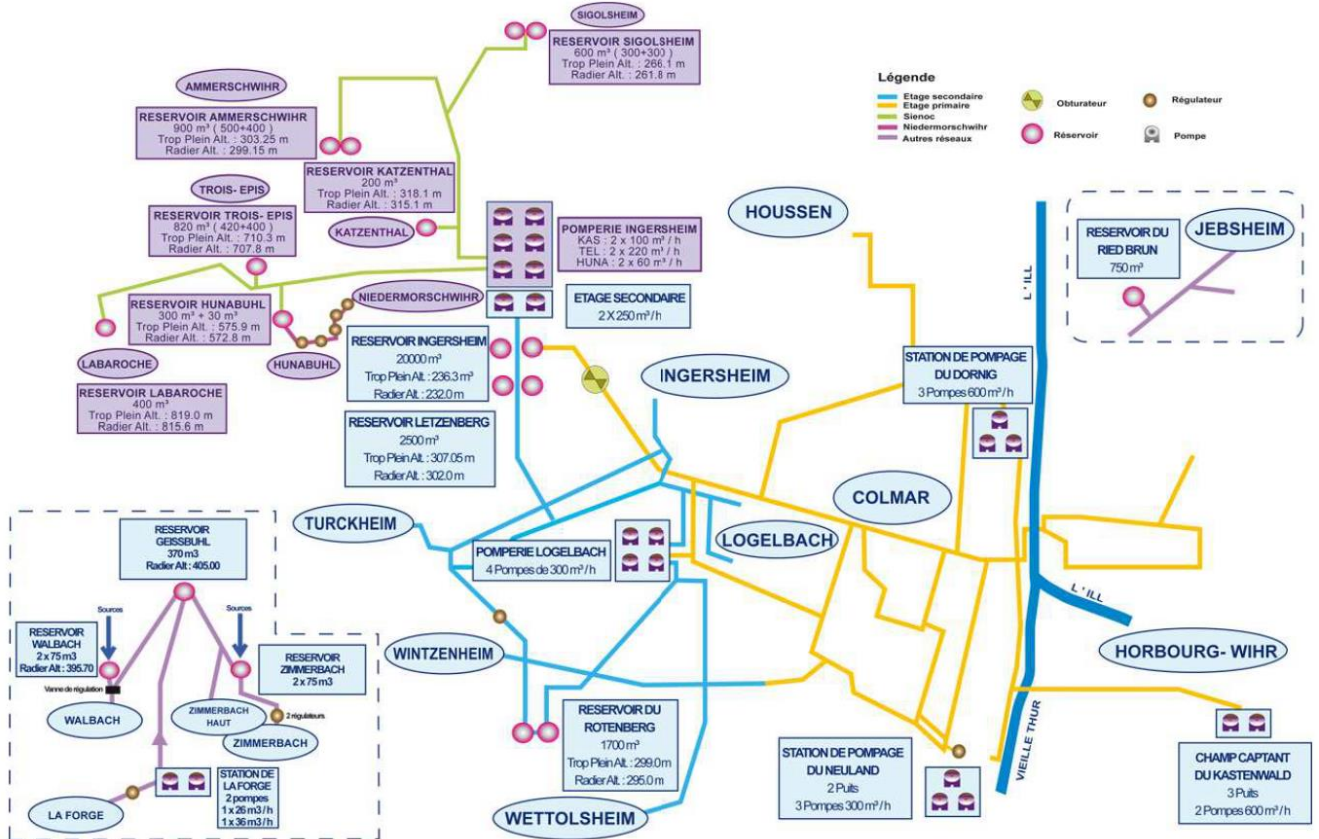 SIGOLSHEIM
RESERVOIR SIGOLSHEIM
600 m³ ( 300+300 )
Trop Plein Alt. : 266.1 m
Radier Alt. : 261.8 m
AMMERSCHWIHR
RESERVOIR AMMERSCHWIHR
900 m³ ( 500+400 )
Trop Plein Alt. : 303.25 m
Radier Alt. : 299.15 m
RESERVOIR KATZENTHAL
200 m³
Trop Plein Alt. : 318.1 m
Radier Alt. : 315.1 m
KATZENTHAL
TROIS- EPIS
RESERVOIR TROIS- EPIS
820 m³ ( 420+400 )
Trop Plein Alt. : 710.3 m
Radier Alt. : 707.8 m
POMPERIE INGERSHEIM
KAS : 2 x 100 m³ / h
TEL : 2 x 220 m³ / h
HUNA : 2 x 60 m³ / h
NIEDERMORSCHWIHR
ETAGE SECONDAIRE
2 X 250 m³ / h
RESERVOIR HUNABUHL
300 m³ + 30 m³
Trop Plein Alt. : 575.9 m
Radier Alt. : 572.8 m
HUNABUHL
LABAROCHE
RESERVOIR LABAROCHE
400 m³
Trop Plein Alt. : 819.0 m
Radier Alt. : 815.6 m
RESERVOIR INGERSHEIM
20000 m³
Trop Plein Alt. : 236.3 m³
Radier Alt. : 232.0 m
RESERVOIR LETZENBERG
2500 m³
Trop Plein Alt. : 307.05 m
Radier Alt. : 302.0 m
Légende
Etage secondaire
Etage primaire
Sienoc
Niedermorschwihr
Autres réseaux
Obturateur
Régulateur
Réservoir
Pompe
HOUSSEN
L ' ILL
RESERVOIR DU
RIED BRUN
750 m³
JEBSHEIM
INGERSHEIM
STATION DE POMPAGE
DU DORNIG
3 Pompes 600 m³ / h
COLMAR
TURCKHEIM
LOGELBACH
POMPERIE LOGELBACH
4 Pompes de 300 m³ / h
WINTZENHEIM
L ' ILL
HORBOURG- WIHR
VIEILLE THUR
RESERVOIR DU
ROTENBERG
1700 m³
Trop Plein Alt. : 299.0 m
Radier Alt. : 295.0 m
WETTOLSHEIM
STATION DE POMPAGE
DU NEULAND
2 Puits
3 Pompes 300 m³ / h
CHAMP CAPTANT
DU KASTENWALD
3 Puits
2 Pompes 600 m³ / h
RESERVOIR
GEISSBUHL
370 m3
Radier Alt : 405.00
Sources
Sources
RESERVOIR
WALBACH
2 x 75 m3
Radier Alt : 395.70
RESERVOIR
ZIMMERBACH
2 x 75 m3
Vanne de régulation
WALBACH
ZIMMERBACH
HAUT
2 régulateurs
ZIMMERBACH
STATION DE
LA FORGE
2 pompes
1 x 26 m3 / h
1 x 36 m3 / h
LA FORGE